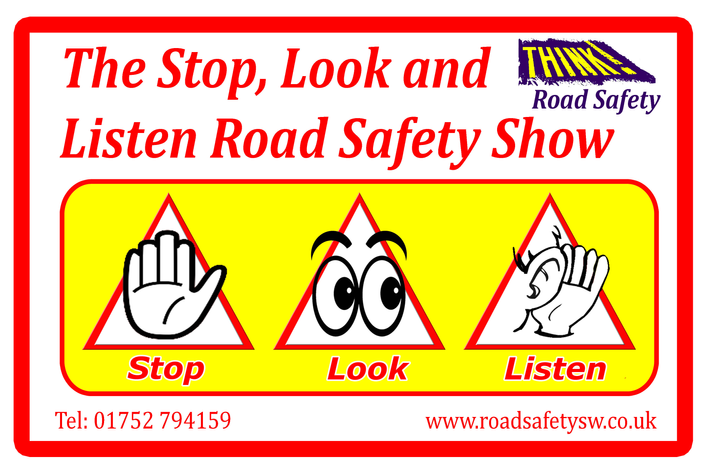 The Stop, Look and
THINK!
Road Safety
Listen Road Safety Show
Stop
Look
Listen
Tel: 01752 794159
www.roadsafetysw.co.uk